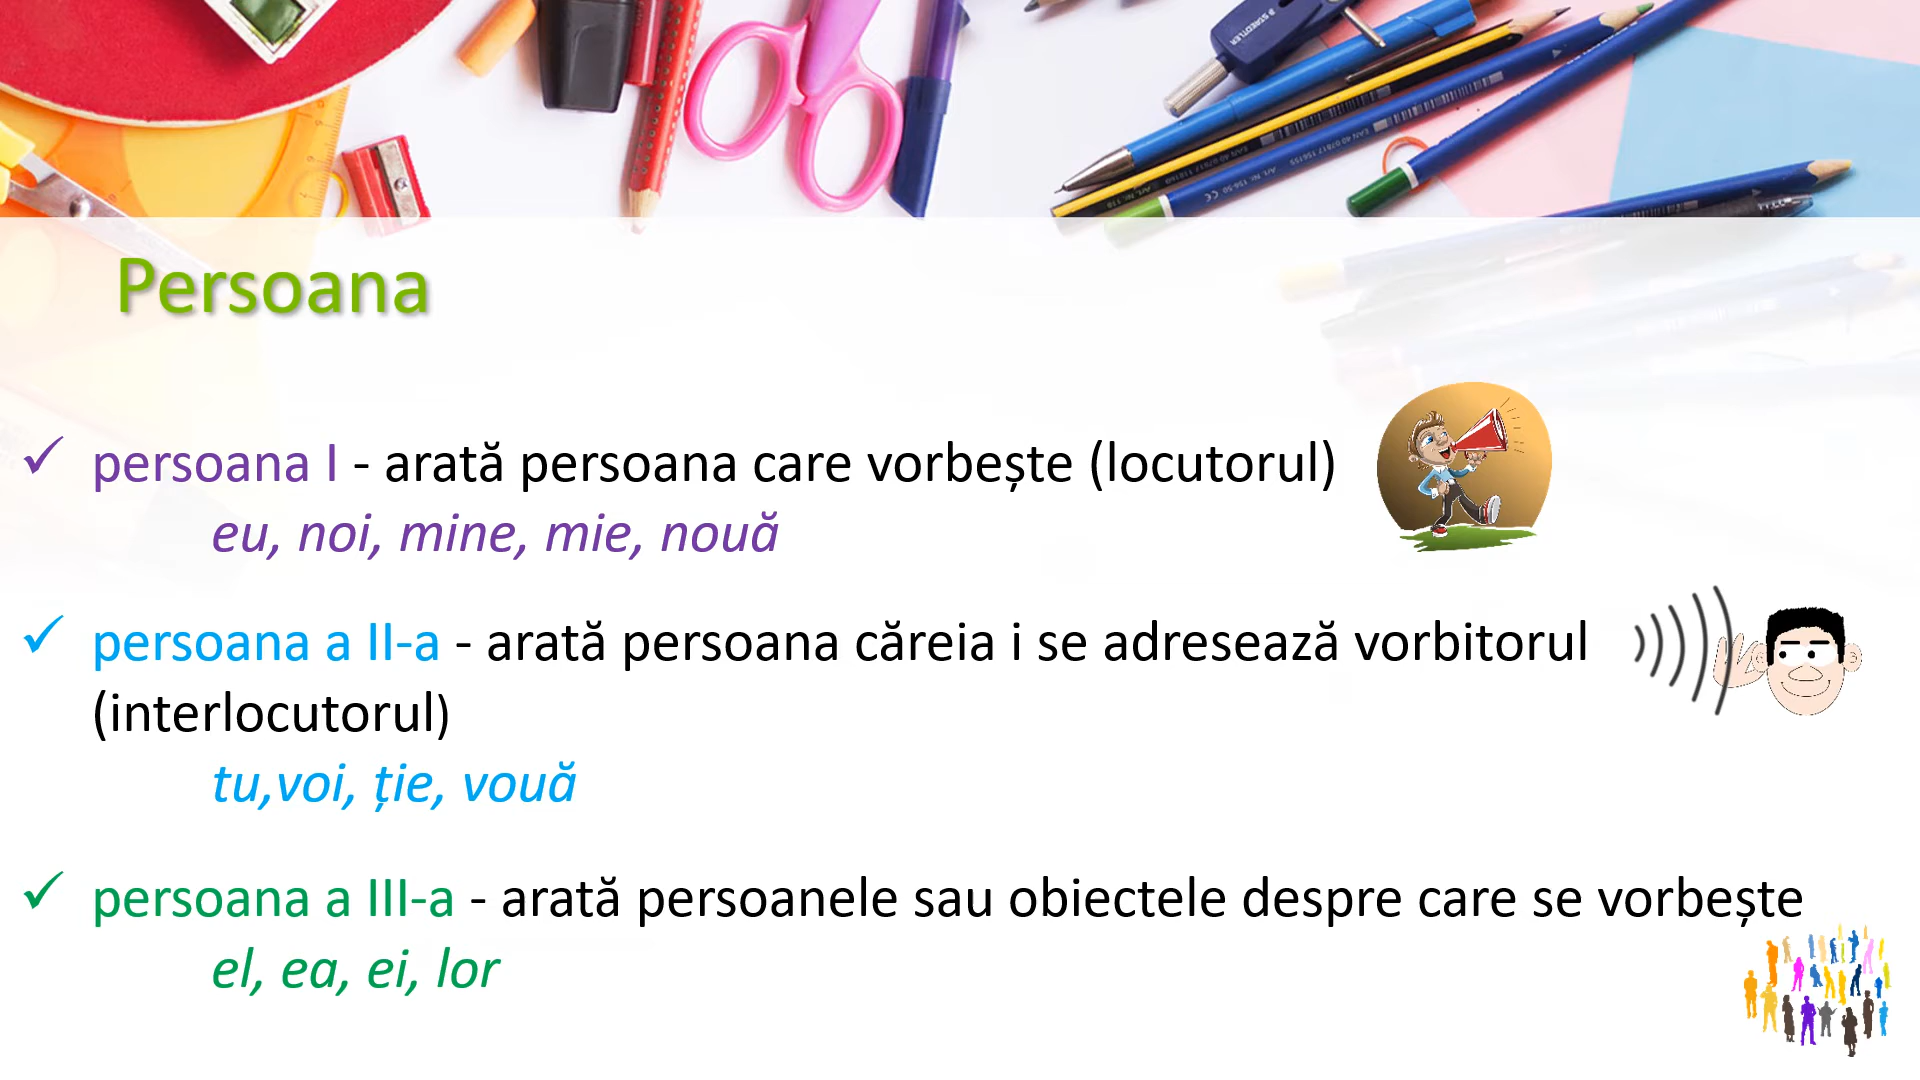 Persoana
✓ persoana I - arată persoana care vorbește (locutorul)
eu, noi, mine, mie, nouă
✓ persoana a II-a - arată persoana căreia i se adresează vorbitorul
(interlocutorul)
tu,voi, ție, vouă
✓ persoana a III-a - arată persoanele sau obiectele despre care se vorbește
el, ea, ei, lor